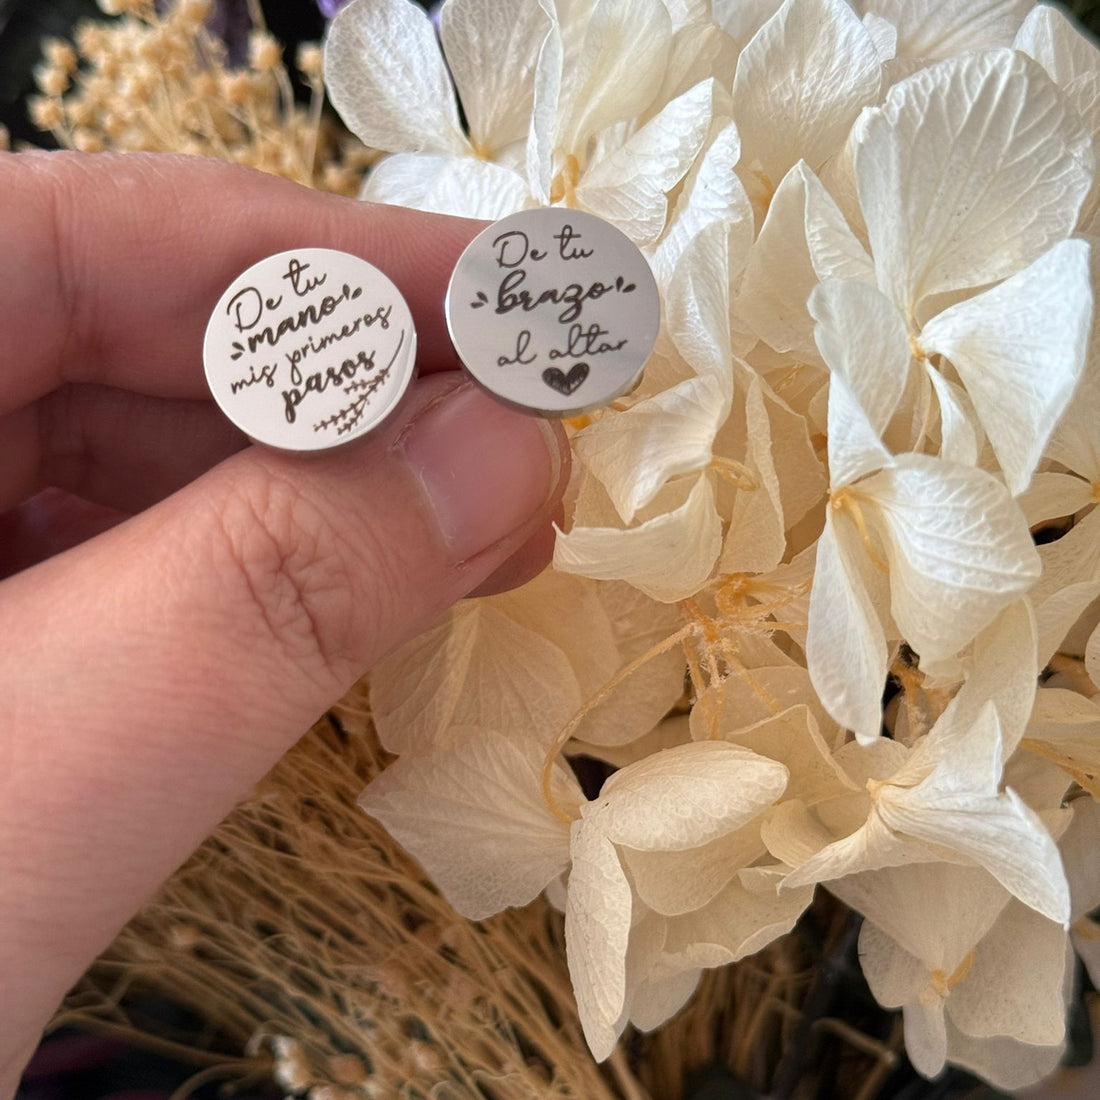 De tu
mano
mis primeros
pasos
De tu
brazo
al altar